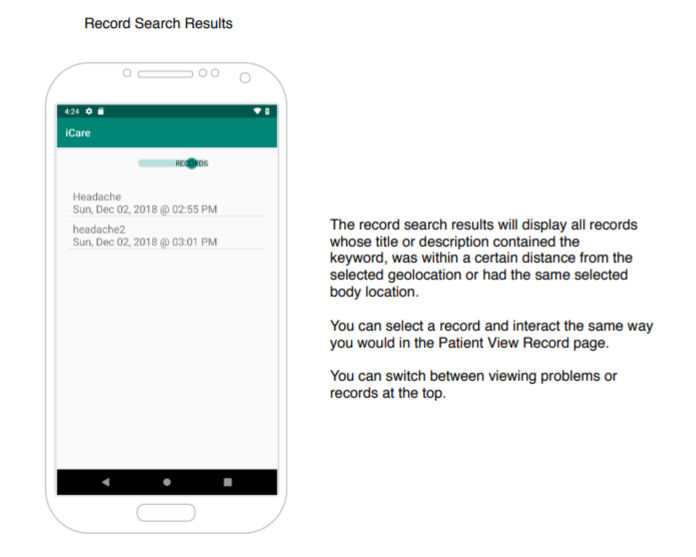 Record Search Results
4:24
iCare
RECORDS
Headache
Sun, Dec 02, 2018 @ 02:55 PM
headache2
Sun, Dec 02, 2018 @ 03:01 PM
The record search results will display all records
whose title or description contained the
keyword, was within a certain distance from the
selected geolocation or had the same selected
body location.
You can select a record and interact the same way
you would in the Patient View Record page.
You can switch between viewing problems or
records at the top.